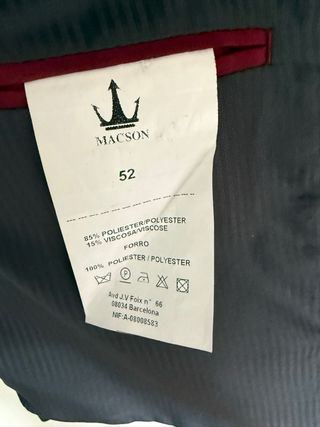 MACSON
52
85% POLIESTER/POLYESTER
15% VISCOSA/VISCOSE
FORRO
100% POLIESTER / POLYESTER
P
Avd J.V Foix n° 66
08034 Barcelona
NIF:A-08008583